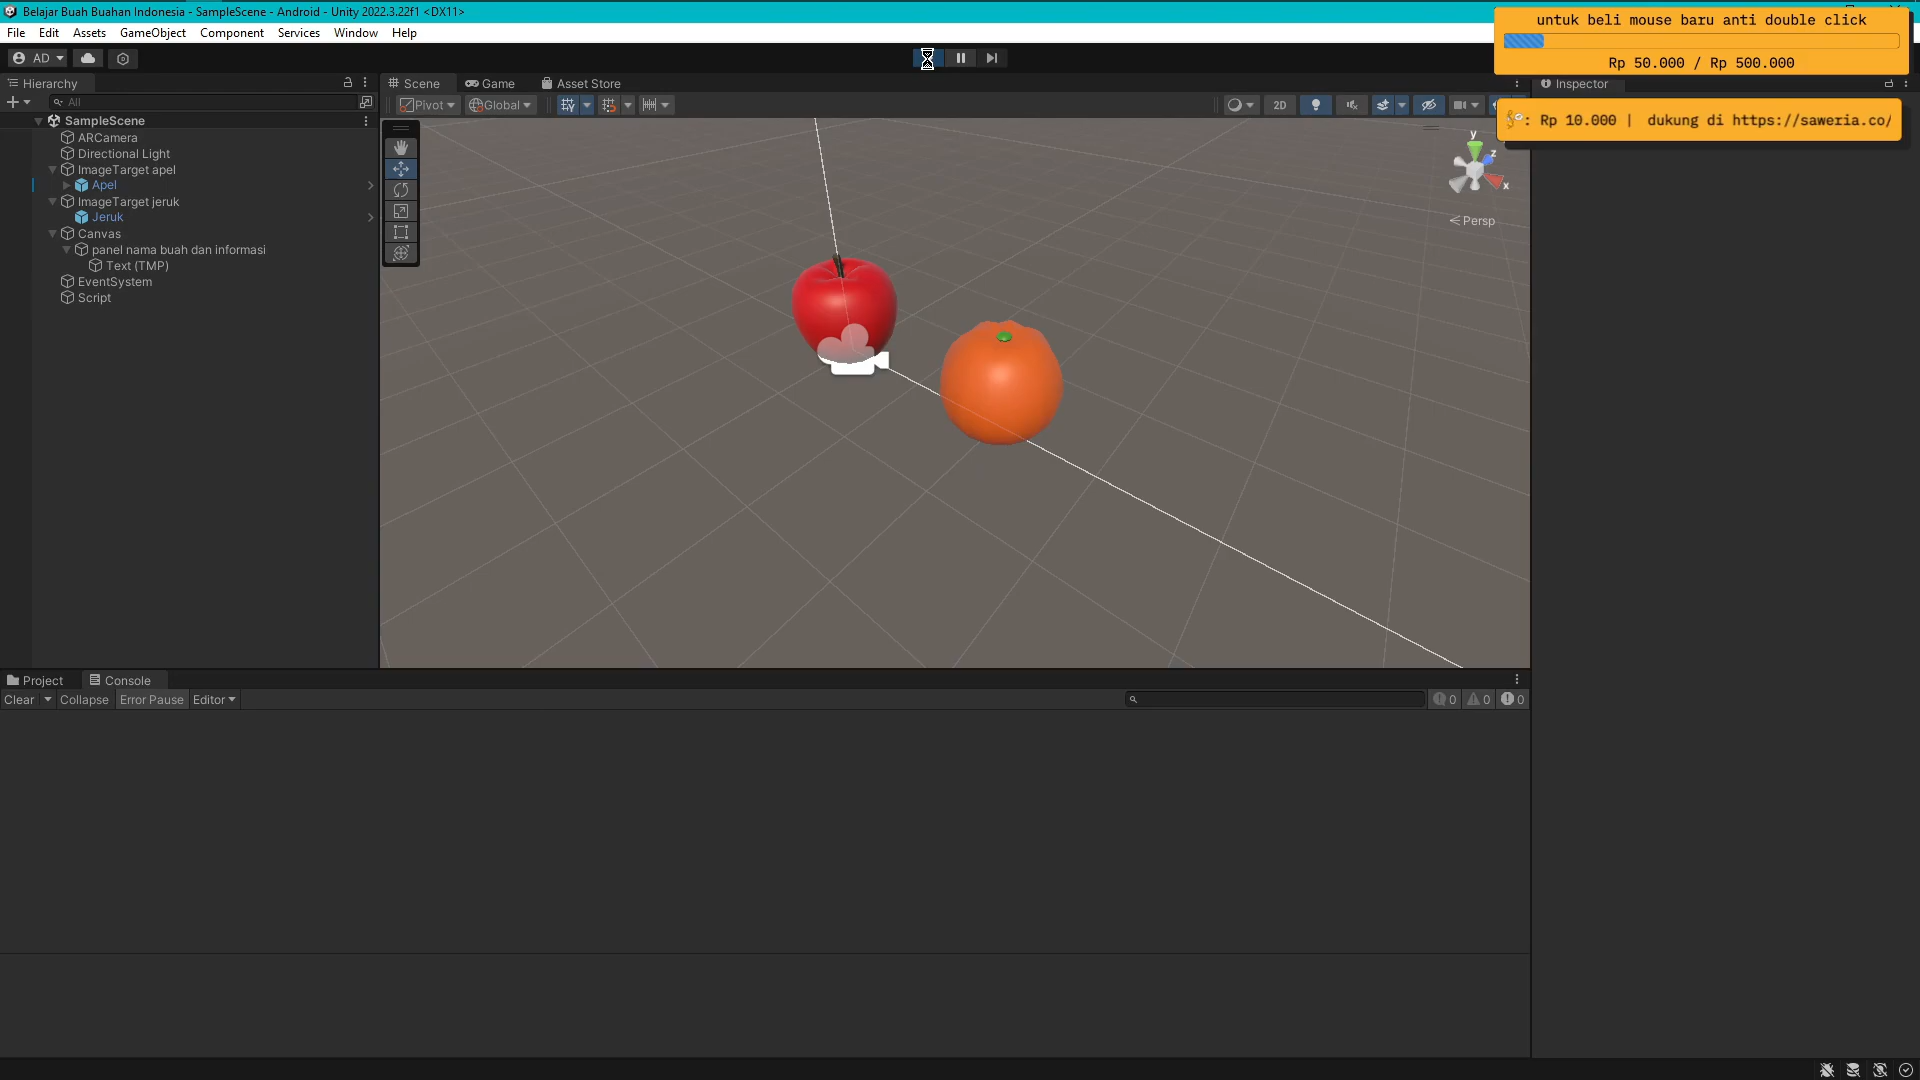 Belajar Buah Buahan Indonesia - SampleScene - Android - Unity 2022.3.22f1 <DX11>
File Edit Assets GameObject Component Services Window Help
untuk beli mouse baru anti double click
Rp 50.000 / Rp 500.000
AD
Hierarchy
Scene Game Asset Store
Inspector
All
Pivot Global 2D
: Rp 10.000 | dukung di https://saweria.co/
SampleScene
ARCamera
Directional Light
ImageTarget apel
Apel
ImageTarget jeruk
Jeruk
Canvas
panel nama buah dan informasi
Text (TMP)
EventSystem
Script
y
z
x
Persp
Project Console
Clear Collapse Error Pause Editor
0 0 0